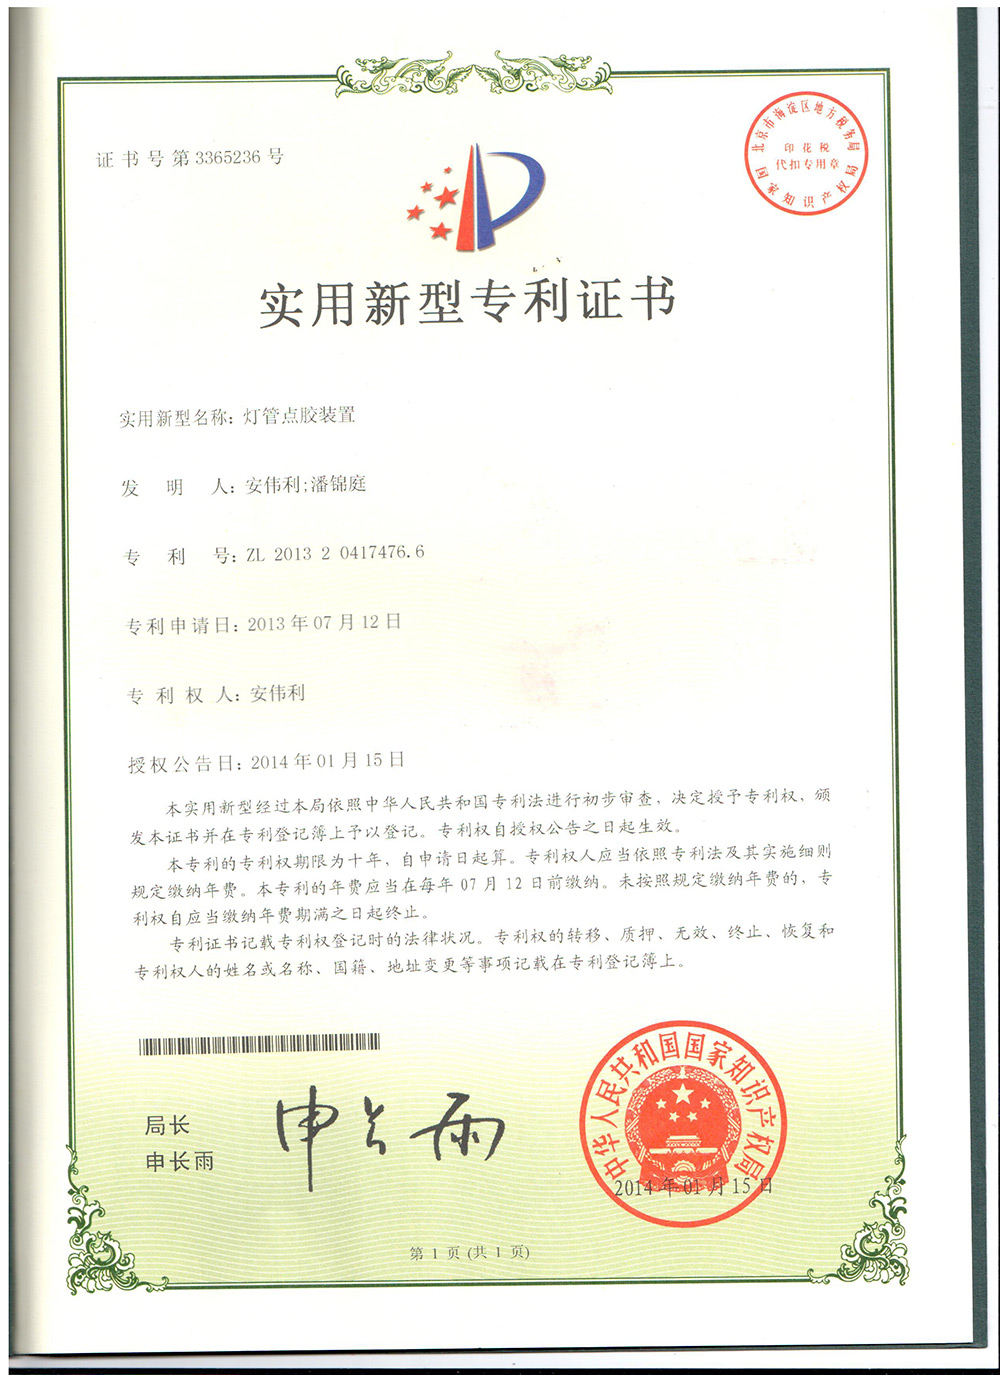 证书号第3365236号
北京市海淀区地方税务局
印花税
代扣专用章
国家知识产权局
实用新型专利证书
实用新型名称：灯管点胶装置
发明人：安伟利;潘锦庭
专利号：ZL 2013 2 0417476.6
专利申请日：2013年07月12日
专利权人：安伟利
授权公告日：2014年01月15日
本实用新型经过本局依照中华人民共和国专利法进行初步审查，决定授予专利权，颁
发本证书并在专利登记簿上予以登记。专利权自授权公告之日起生效。
本专利的专利权期限为十年，自申请日起算。专利权人应当依照专利法及其实施细则
规定缴纳年费。本专利的年费应当在每年07月12日前缴纳。未按照规定缴纳年费的，专
利权自应当缴纳年费期满之日起终止。
专利证书记载专利权登记时的法律状况。专利权的转移、质押、无效、终止、恢复和
专利权人的姓名或名称、国籍、地址变更等事项记载在专利登记簿上。
局长
申长雨
申长雨
中华人民共和国国家知识产权局
2014年01月15日
第1页(共1页)